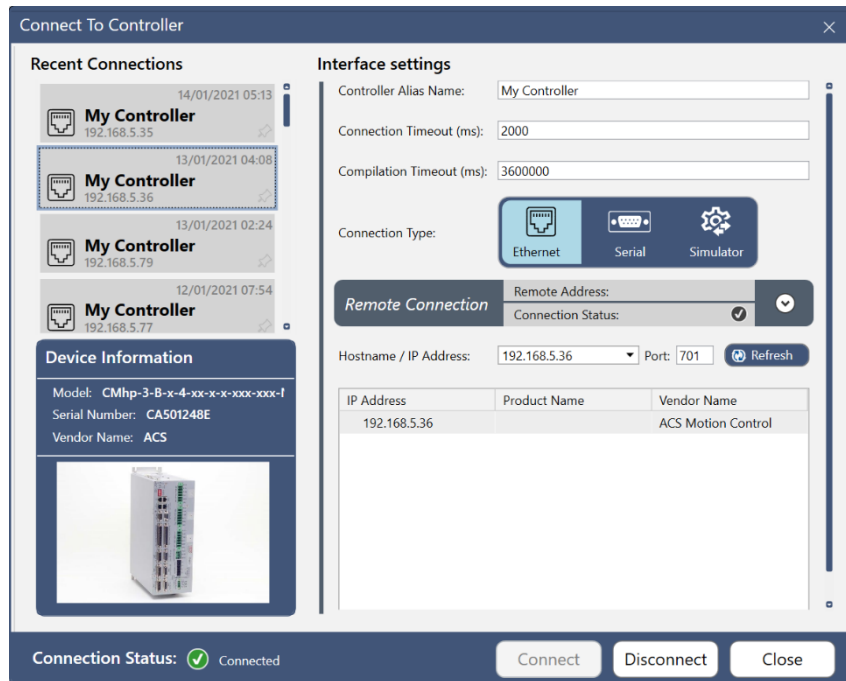 Connect To Controller
Recent Connections
14/01/2021 05:13
My Controller
192.168.5.35
13/01/2021 04:08
My Controller
192.168.5.36
13/01/2021 02:24
My Controller
192.168.5.79
12/01/2021 07:54
My Controller
192.168.5.77
Device Information
Model: CMhp-3-B-x-4-xx-x-x-xxx-xxx-
Serial Number: CA501248E
Vendor Name: ACS
Interface settings
Controller Alias Name: My Controller
Connection Timeout (ms): 2000
Compilation Timeout (ms): 3600000
Connection Type:
Ethernet Serial Simulator
Remote Connection
Remote Address:
Connection Status:
Hostname / IP Address: 192.168.5.36 Port: 701 Refresh
IP Address Product Name Vendor Name
192.168.5.36 ACS Motion Control
Connection Status: Connected
Connect Disconnect Close